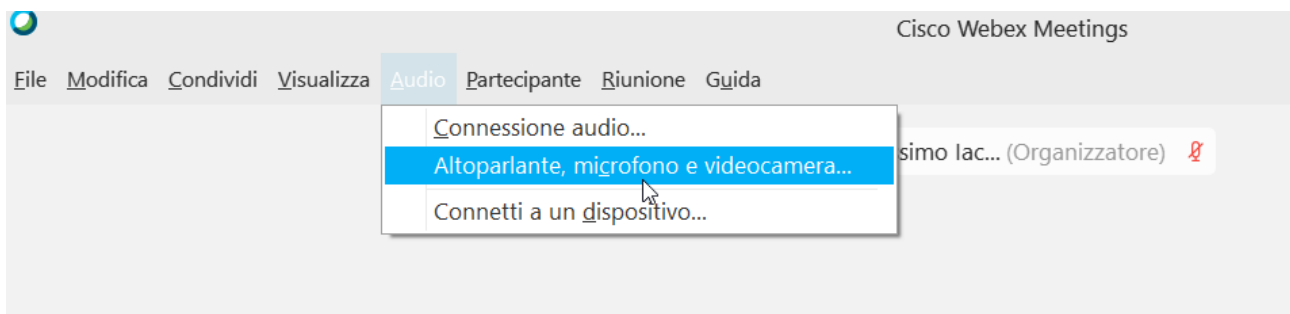 Cisco Webex Meetings
File Modifica Condividi Visualizza Audio Partecipante Riunione Guida
Connessione audio...
Altoparlante, microfono e videocamera...
simo Iac... (Organizzatore)
Connetti a un dispositivo...